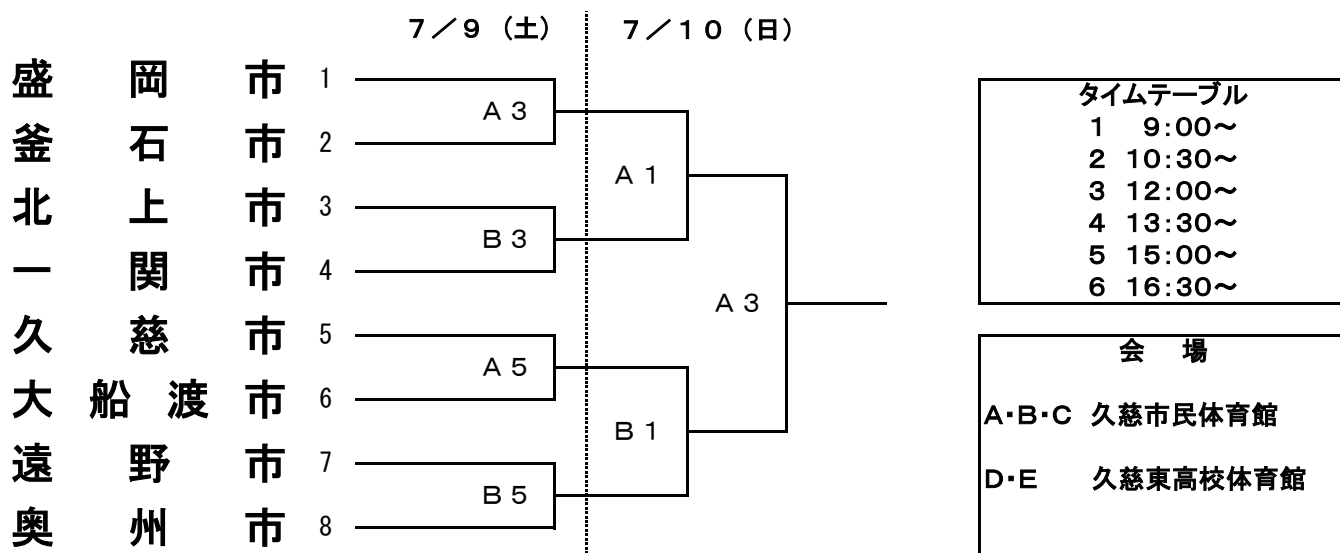 7/9 (土) 7/10 (日)
盛岡市 1
釜石市 2
北上市 3
一関市 4
久慈市 5
大船渡市 6
遠野市 7
奥州市 8
A3
B3
A5
B5
A1
B1
A3
タイムテーブル
1 9:00~
2 10:30~
3 12:00~
4 13:30~
5 15:00~
6 16:30~
会 場
A・B・C 久慈市民体育館
D・E 久慈東高校体育館